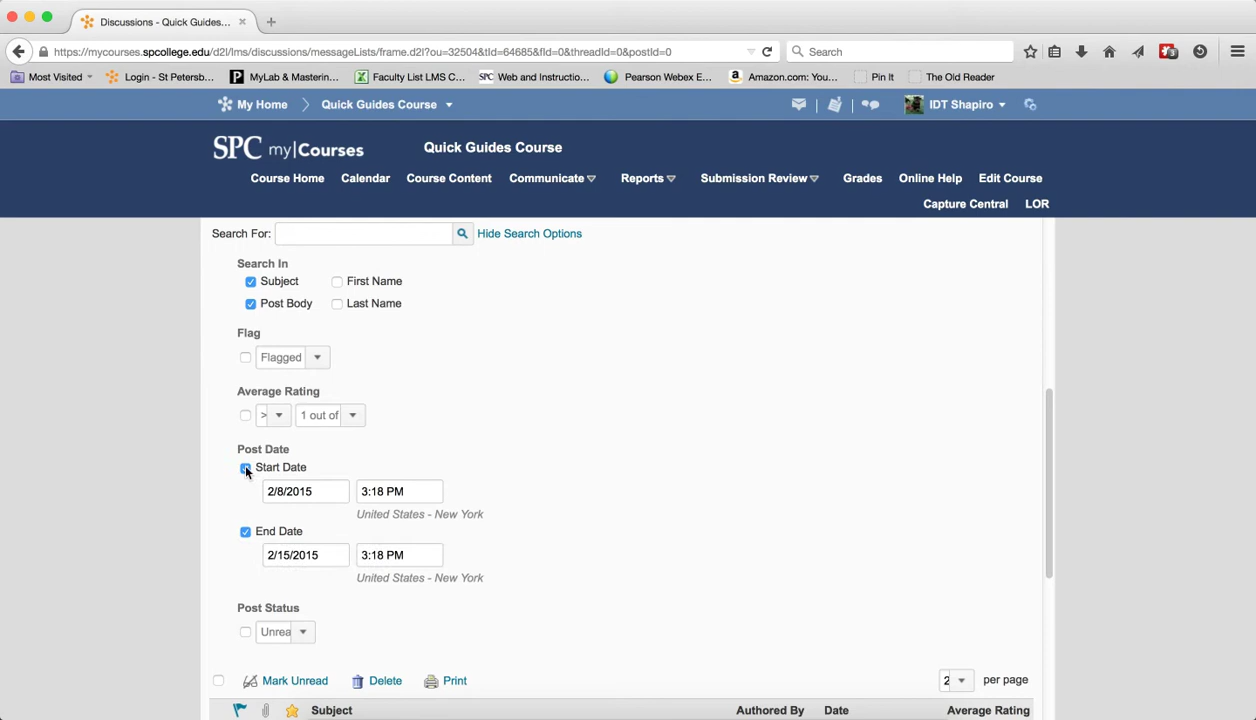 Discussions - Quick Guides...
https://mycourses.spcollege.edu/d2l/lms/discussions/messageLists/frame.d2l?ou=32504&tId=64685&fId=0&threadId=0&postId=0
Search
Most Visited
Login - St Petersb...
MyLab & Mastering...
Faculty List LMS C...
SPC Web and Instructio...
Pearson Webex E...
Amazon.com: You...
Pin It
The Old Reader
My Home
Quick Guides Course
IDT Shapiro
SPC my|Courses
Quick Guides Course
Course Home
Calendar
Course Content
Communicate
Reports
Submission Review
Grades
Online Help
Edit Course
Capture Central
LOR
Search For:
Hide Search Options
Search In
Subject
First Name
Post Body
Last Name
Flag
Flagged
Average Rating
>
1 out of
Post Date
Start Date
2/8/2015
3:18 PM
United States - New York
End Date
2/15/2015
3:18 PM
United States - New York
Post Status
Unrea
Mark Unread
Delete
Print
2
per page
Subject
Authored By
Date
Average Rating